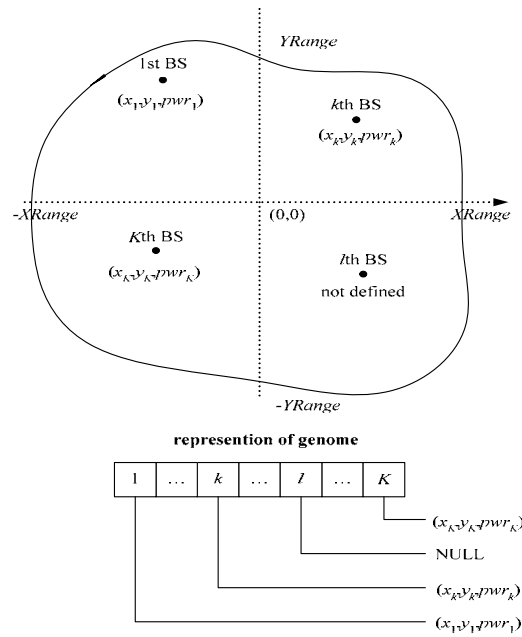 YRange
1st BS
(x1,y1,pwr1)
kth BS
(xk,yk,pwrk)
-XRange
(0,0)
XRange
Kth BS
(xK,yK,pwrK)
lth BS
not defined
-YRange
represention of genome
1 ... k ... l ... K
(xK,yK,pwrK)
NULL
(xk,yk,pwrk)
(x1,y1,pwr1)